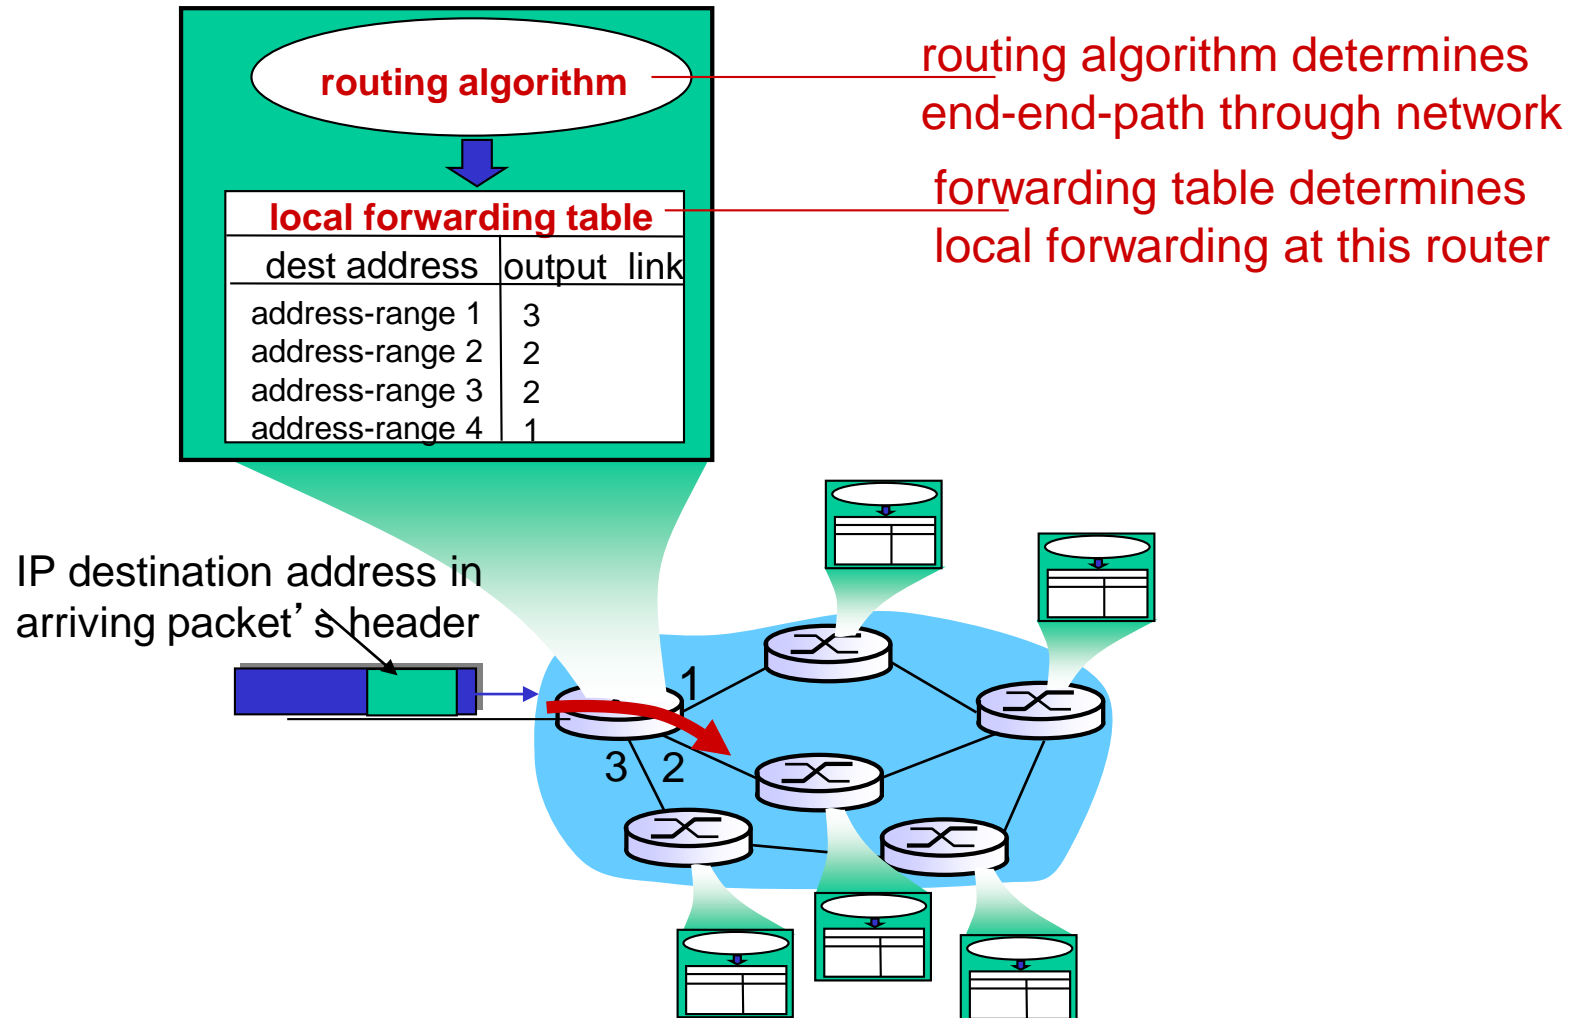 routing algorithm
routing algorithm determines
end-end-path through network
local forwarding table
forwarding table determines
local forwarding at this router
dest address output link
address-range 1 3
address-range 2 2
address-range 3 2
address-range 4 1
IP destination address in
arriving packet’s header
1
3 2